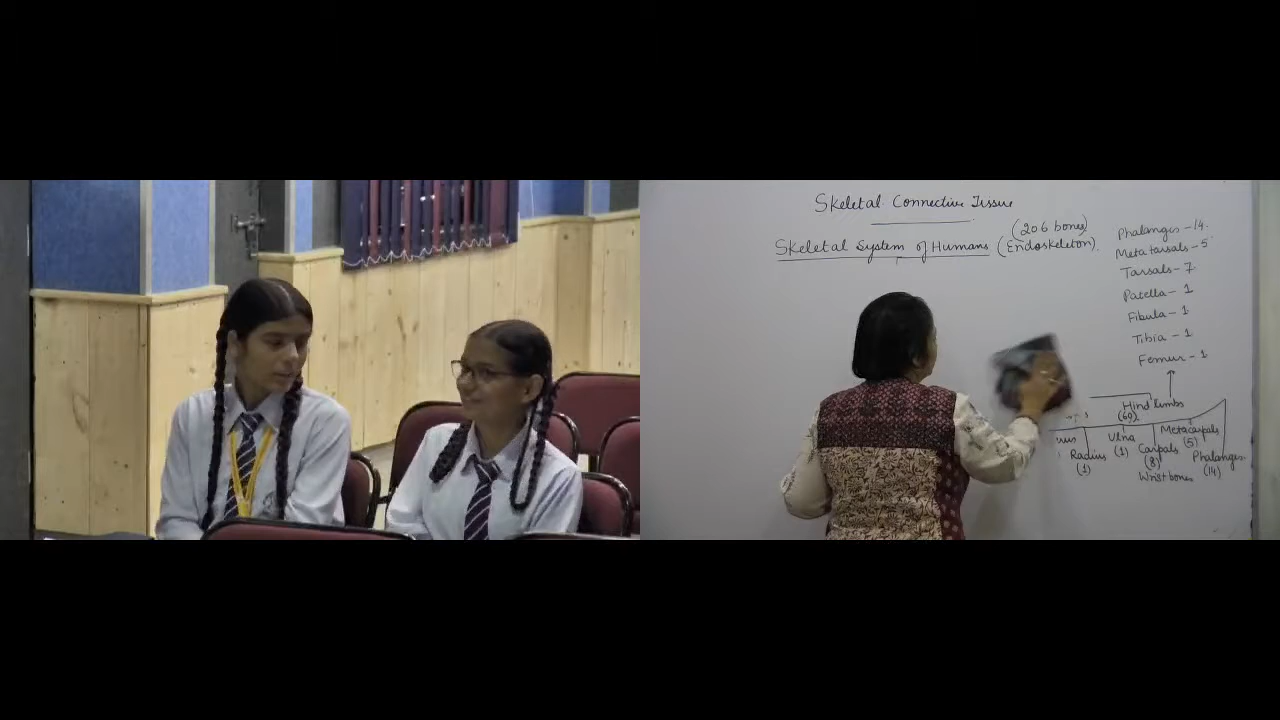 Skeletal Connective Tissue
(206 bones)
Skeletal System of Humans (Endoskeleton)
Phalanges - 14
Metatarsals - 5
Tarsals - 7
Patella - 1
Fibula - 1
Tibia - 1
Femur - 1
Hind limbs
(60)
Radius
(1)
Ulna
(1)
Carpals
(8)
Wrist bones
Metacarpals
(5)
Phalanges
(14)